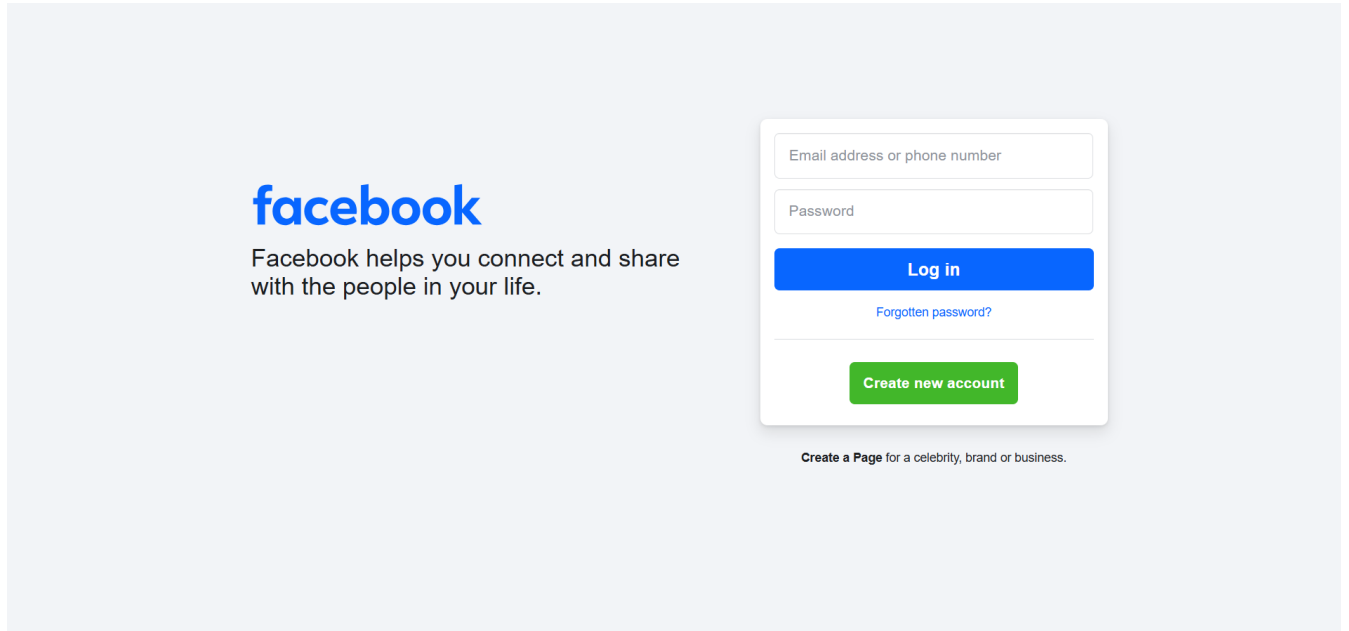 facebook
Facebook helps you connect and share
with the people in your life.
Email address or phone number
Password
Log in
Forgotten password?
Create new account
Create a Page for a celebrity, brand or business.